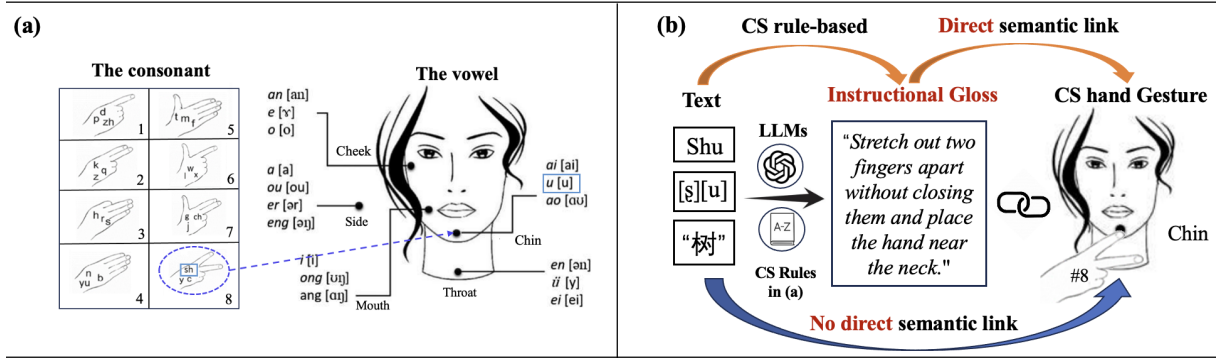 (a)
The consonant
d
p zh
1
t m f
5
k
q
z
2
w
l x
6
h r s
3
g ch
j
7
n b
yu
4
sh
y c
8
The vowel
an [an]
e [ɤ]
o [o]
Cheek
a [a]
ou [ou]
er [ər]
eng [əŋ]
Side
i [i]
ong [ʊŋ]
ang [ɑŋ]
Mouth
ai [ai]
u [u]
ao [ɑʊ]
Chin
en [ən]
ei [ei]
Throat
(b)
CS rule-based
Direct semantic link
Text
Instructional Gloss
CS hand Gesture
Shu
[ʂ][u]
“树”
LLMs
A-Z
CS Rules
in (a)
“Stretch out two
fingers apart
without closing
them and place
the hand near
the neck."
Chin
#8
No direct semantic link